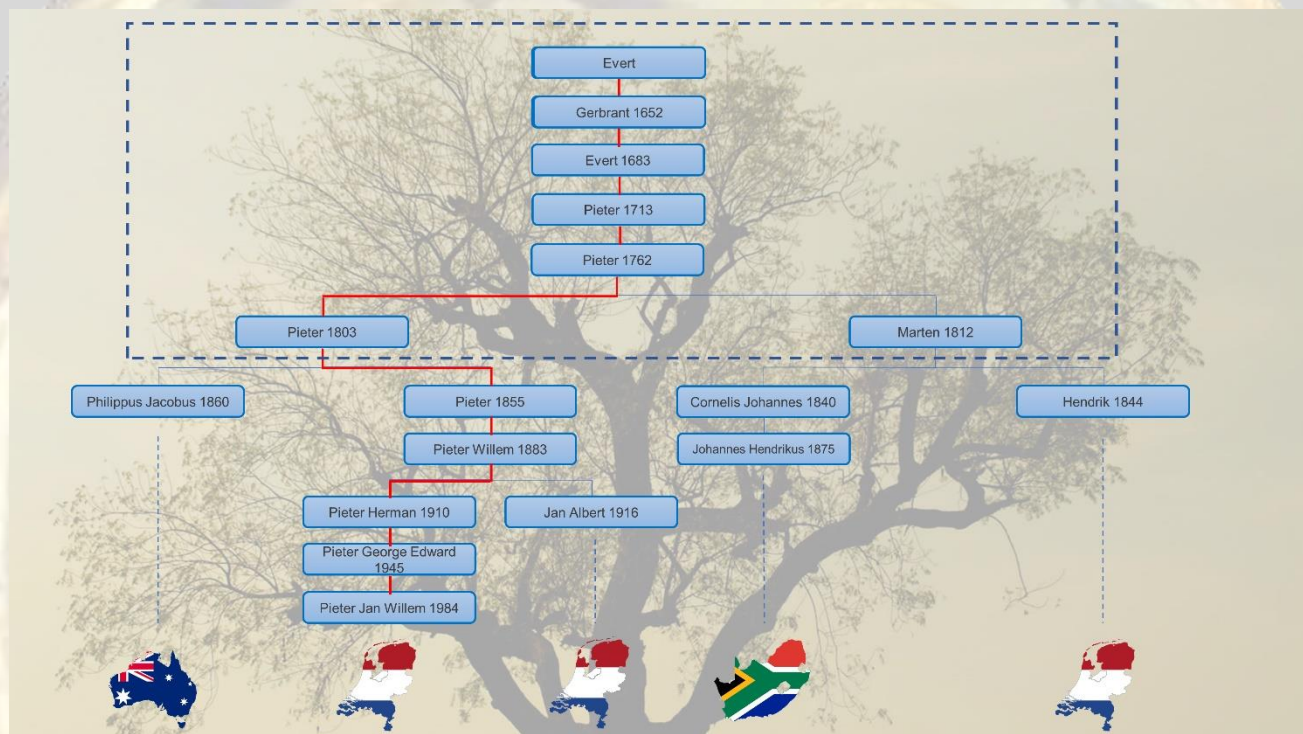 Evert
Gerbrant 1652
Evert 1683
Pieter 1713
Pieter 1762
Pieter 1803
Marten 1812
Philippus Jacobus 1860
Pieter 1855
Cornelis Johannes 1840
Hendrik 1844
Pieter Willem 1883
Johannes Hendrikus 1875
Pieter Herman 1910
Jan Albert 1916
Pieter George Edward
1945
Pieter Jan Willem 1984